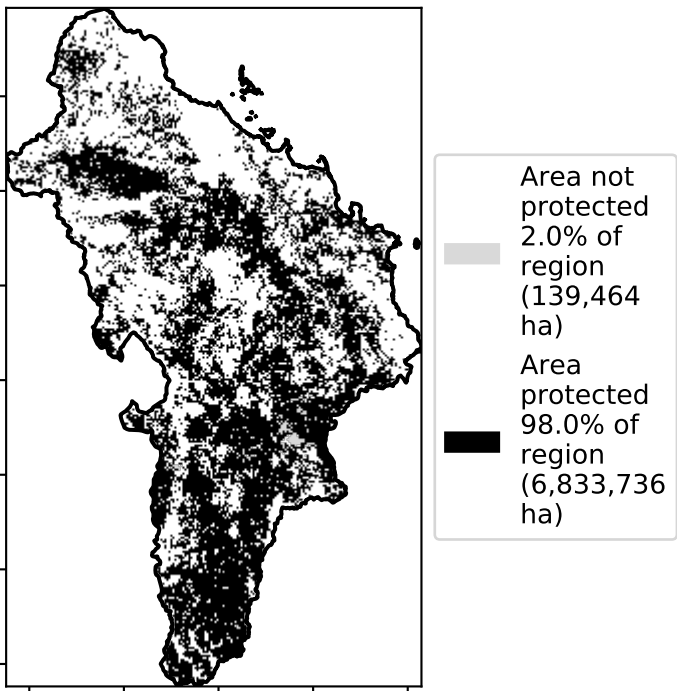 Area not
protected
2.0% of
region
(139,464
ha)
Area
protected
98.0% of
region
(6,833,736
ha)